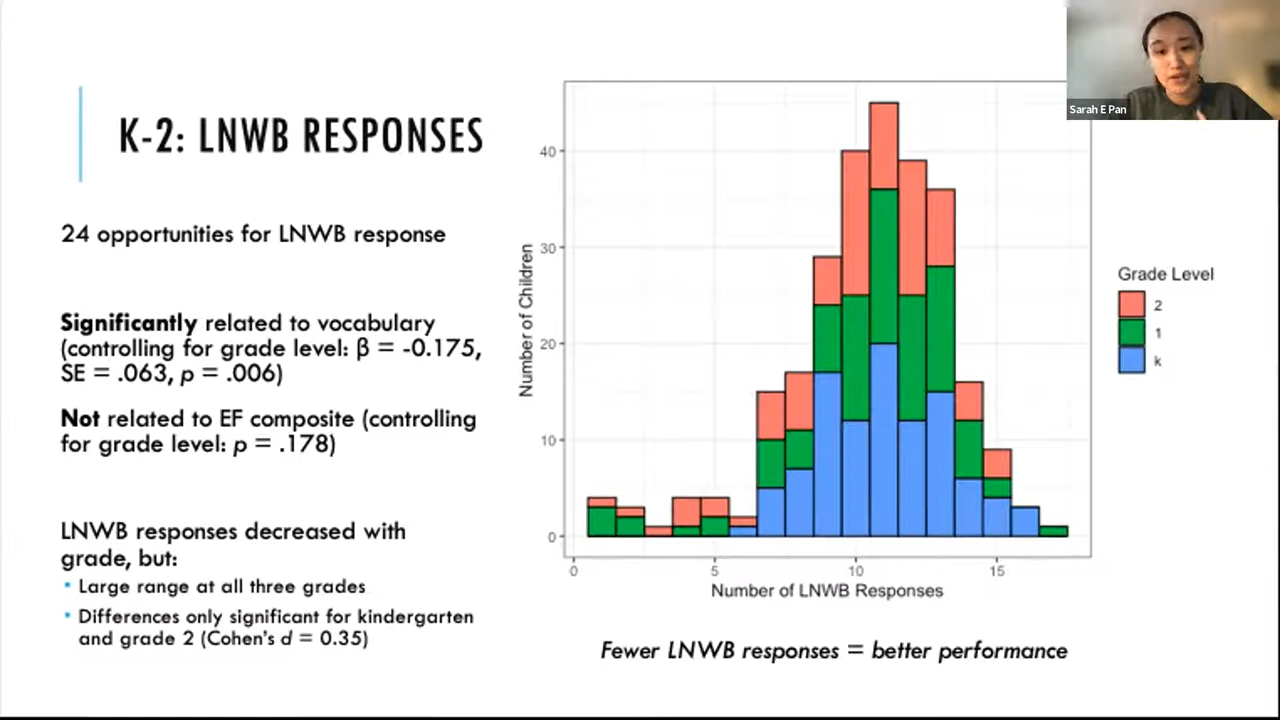 K-2: LNWB RESPONSES
24 opportunities for LNWB response
Significantly related to vocabulary
(controlling for grade level: β = -0.175,
SE = .063, p = .006)
Not related to EF composite (controlling
for grade level: p = .178)
LNWB responses decreased with
grade, but:
Large range at all three grades
Differences only significant for kindergarten
and grade 2 (Cohen's d = 0.35)
Number of Children
40
30
20
10
0
0
5
10
15
Number of LNWB Responses
Grade Level
2
1
k
Fewer LNWB responses = better performance
Sarah E Pan